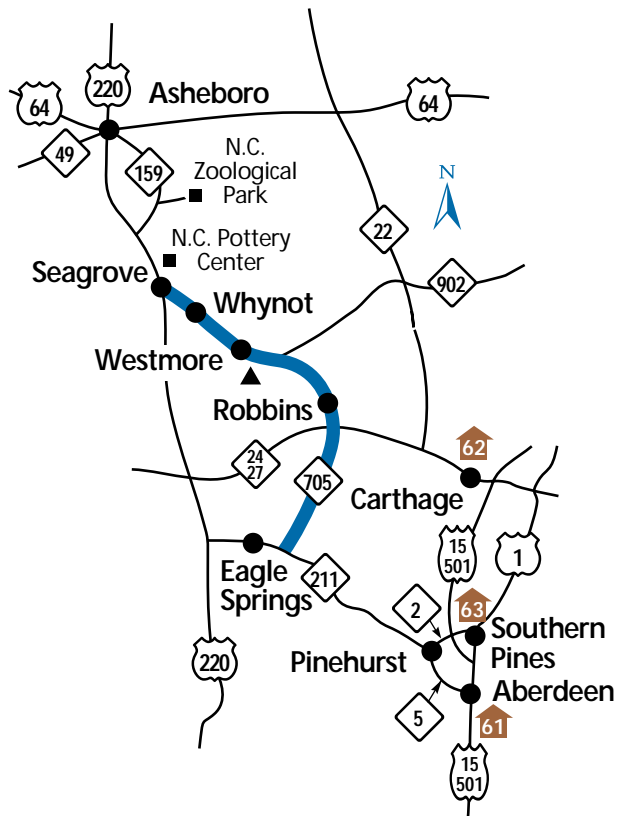 220
64
Asheboro
64
49
159
N.C.
Zoological
Park
N
22
N.C. Pottery
Center
Seagrove
902
Whynot
Westmore
Robbins
62
24
27
705
Carthage
15
501
1
Eagle
Springs
211
2
63
Southern
Pines
220
Pinehurst
Aberdeen
5
61
15
501